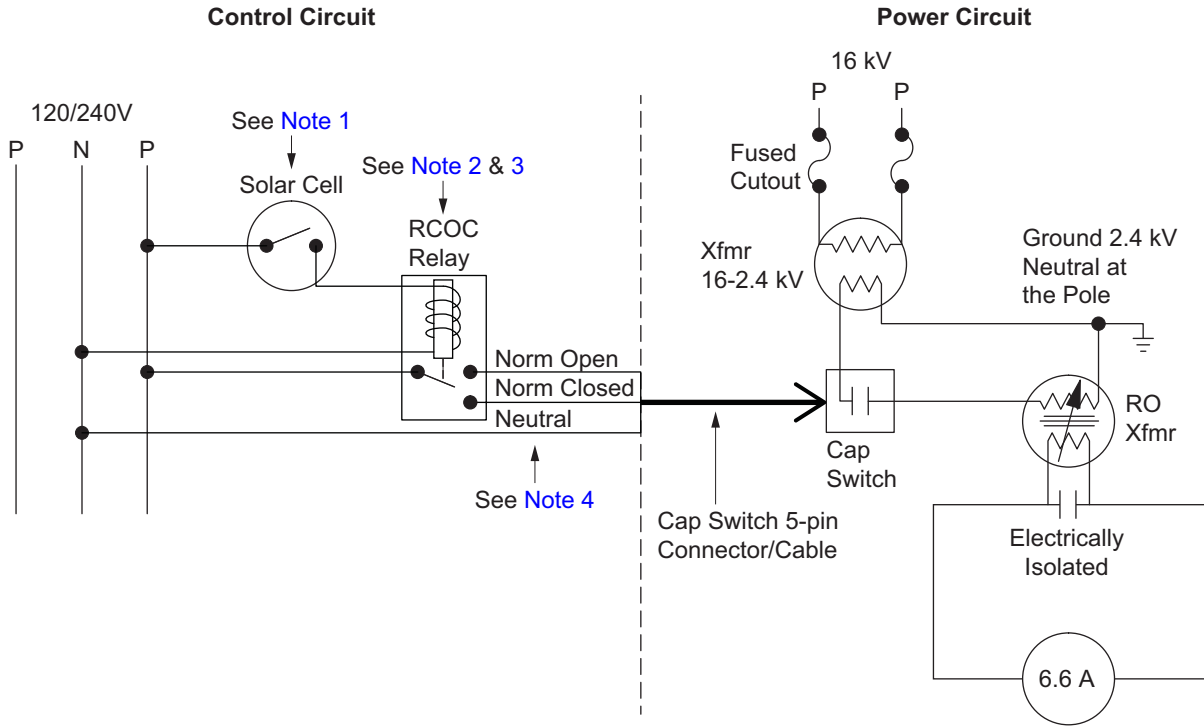 Control Circuit
Power Circuit
120/240V
P
N
P
See Note 1
Solar Cell
See Note 2 & 3
RCOC
Relay
Norm Open
Norm Closed
Neutral
See Note 4
16 kV
P
P
Fused
Cutout
Xfmr
16-2.4 kV
Ground 2.4 kV
Neutral at
the Pole
Cap
Switch
RO
Xfmr
Cap Switch 5-pin
Connector/Cable
Electrically
Isolated
6.6 A